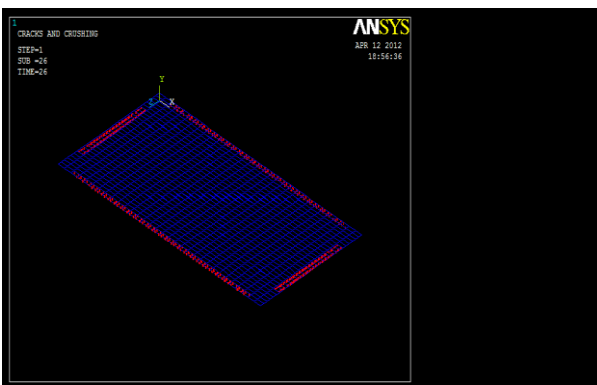 1
CRACKS AND CRUSHING
STEP=1
SUB =26
TIME=26
ANSYS
APR 12 2012
18:56:36
Y
Z X